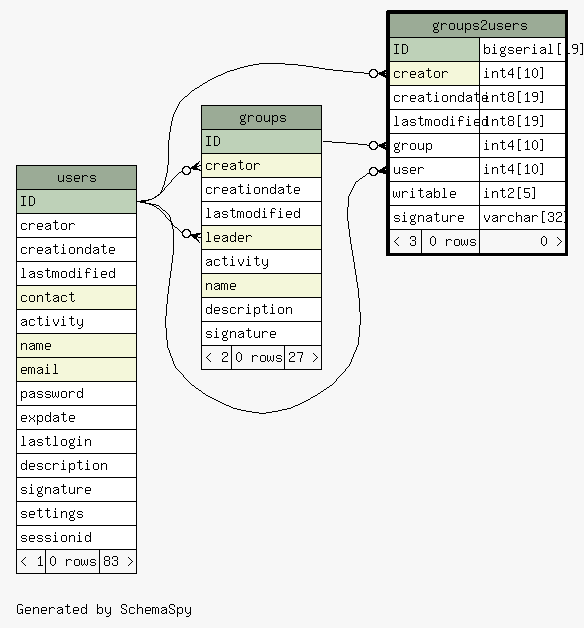 users
ID
creator
creationdate
lastmodified
contact
activity
name
email
password
expdate
lastlogin
description
signature
settings
sessionid
< 1 0 rows 83 >
groups
ID
creator
creationdate
lastmodified
leader
activity
name
description
signature
< 2 0 rows 27 >
groups2users
ID bigserial[19]
creator int4[10]
creationdate int8[19]
lastmodified int8[19]
group int4[10]
user int4[10]
writable int2[5]
signature varchar[32]
< 3 0 rows 0 >
Generated by SchemaSpy